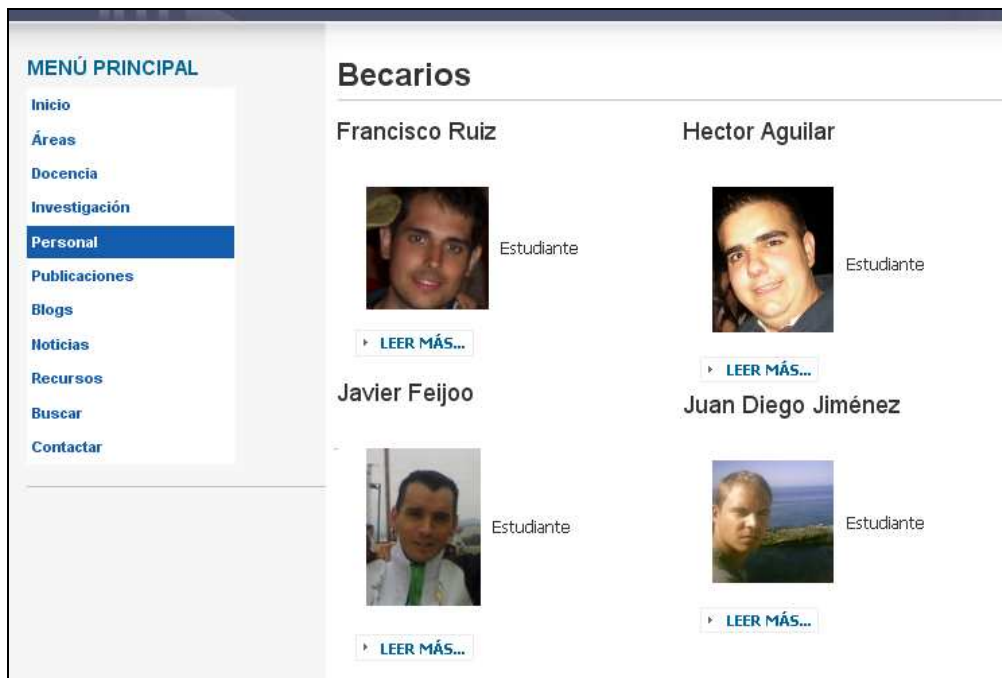 MENÚ PRINCIPAL
Inicio
Áreas
Docencia
Investigación
Personal
Publicaciones
Blogs
Noticias
Recursos
Buscar
Contactar
Becarios
Francisco Ruiz
Estudiante
LEER MÁS...
Hector Aguilar
Estudiante
LEER MÁS...
Javier Feijoo
Estudiante
LEER MÁS...
Juan Diego Jiménez
Estudiante
LEER MÁS...